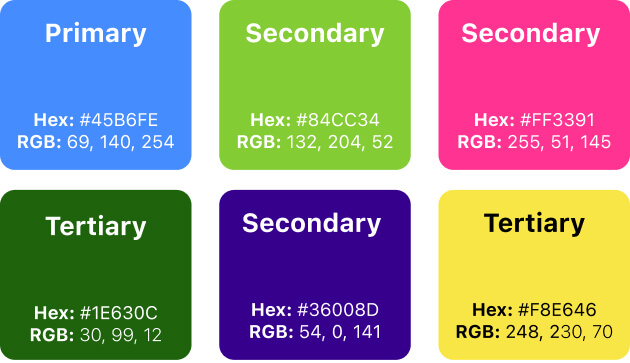 Primary
Hex: #45B6FE
RGB: 69, 140, 254
Secondary
Hex: #84CC34
RGB: 132, 204, 52
Secondary
Hex: #FF3391
RGB: 255, 51, 145
Tertiary
Hex: #1E630C
RGB: 30, 99, 12
Secondary
Hex: #36008D
RGB: 54, 0, 141
Tertiary
Hex: #F8E646
RGB: 248, 230, 70